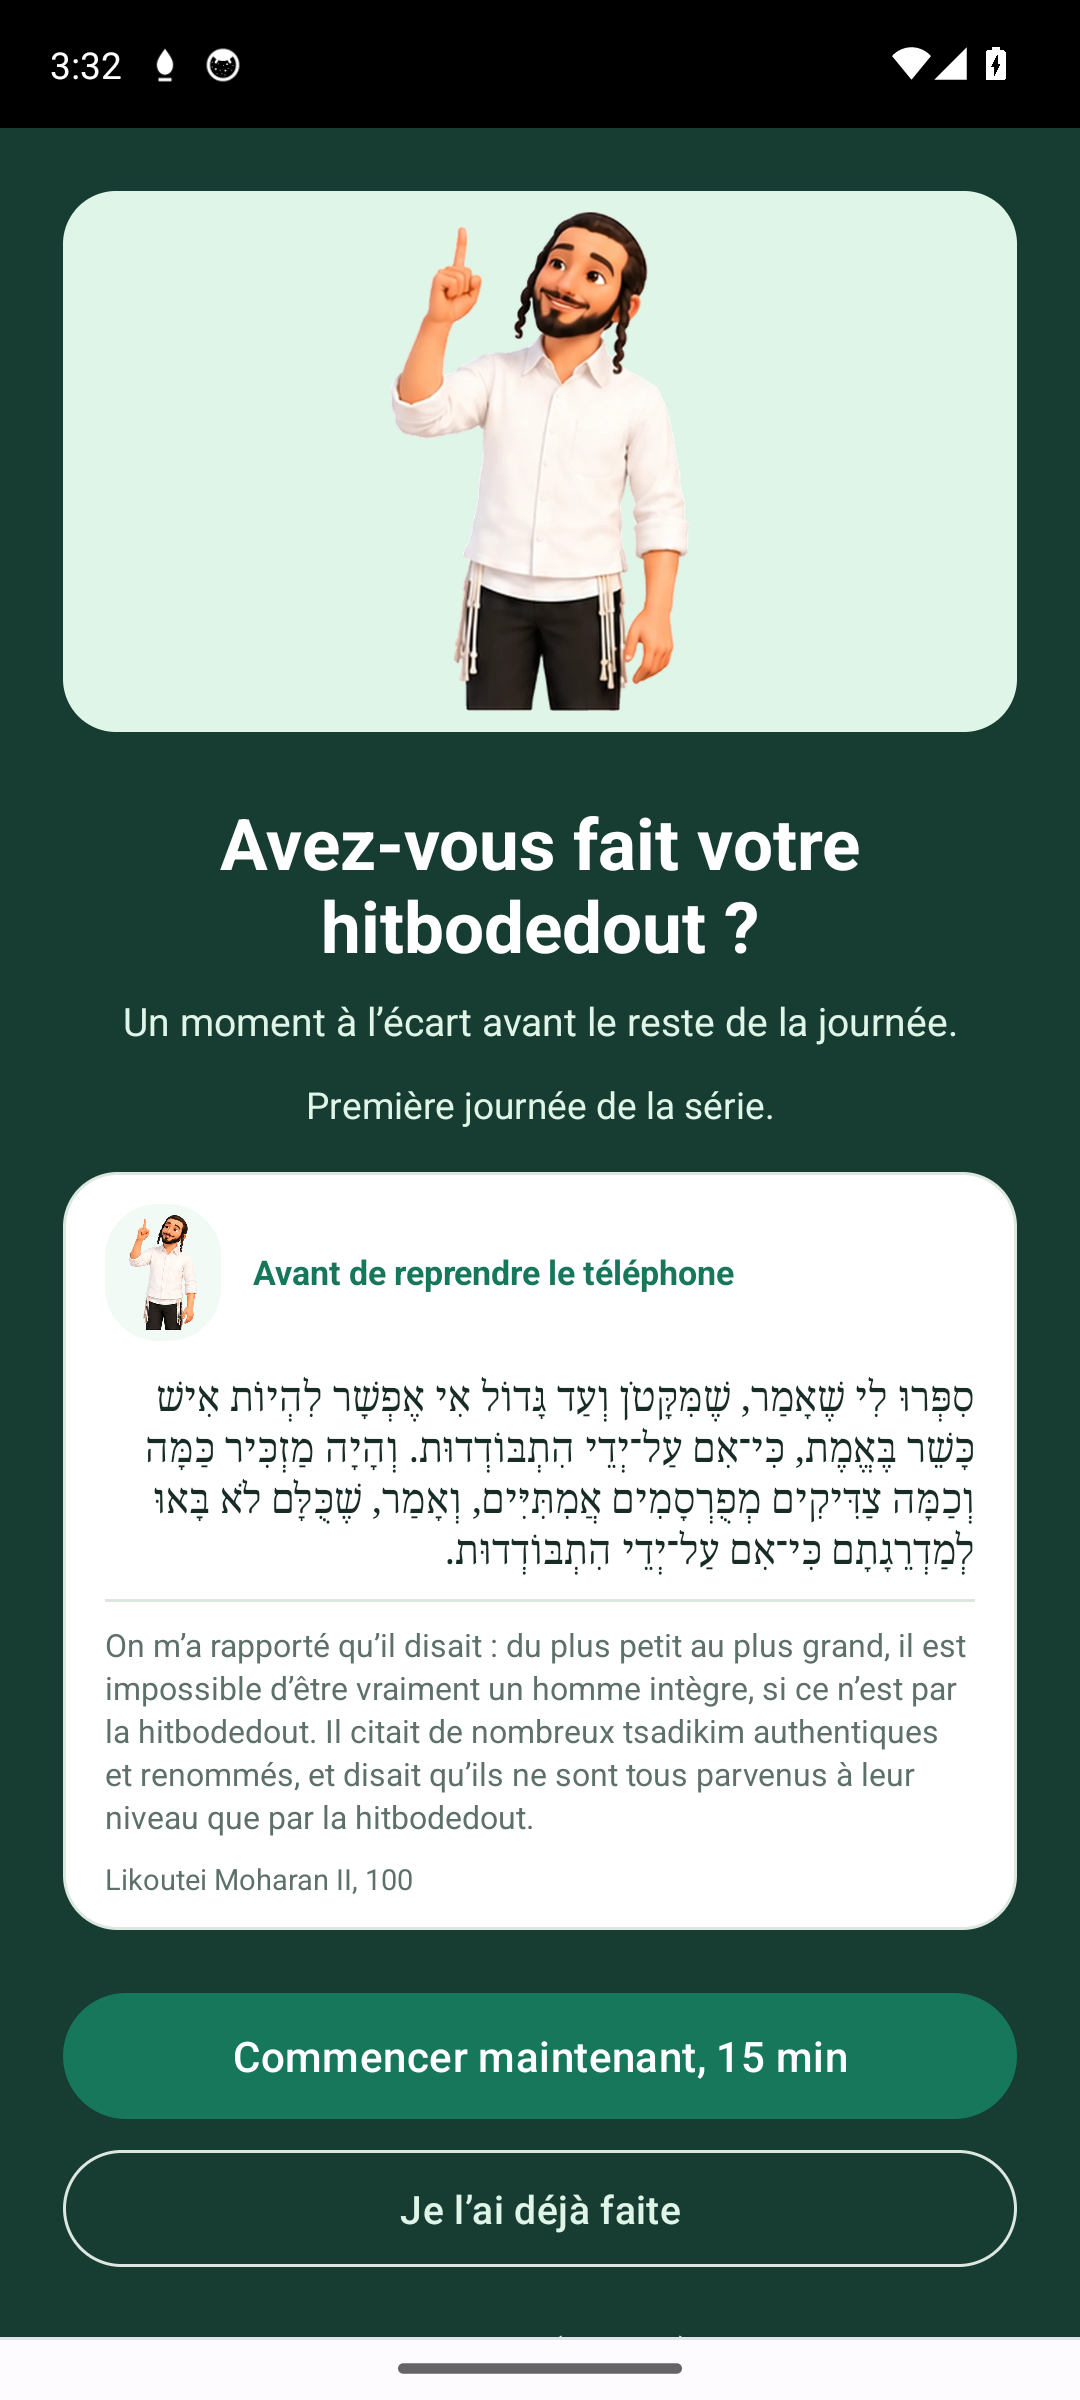 3:32
Avez-vous fait votre
hitbodedout ?
Un moment à l’écart avant le reste de la journée.
Première journée de la série.
Avant de reprendre le téléphone
סִפְּרוּ לִי שֶׁאָמַר, שֶׁמִּקָּטֹן וְעַד גָּדוֹל אִי אֶפְשָׁר לִהְיוֹת אִישׁ
כָּשֵׁר בֶּאֱמֶת, כִּי־אִם עַל־יְדֵי הִתְבּוֹדְדוּת. וְהָיָה מַזְכִּיר כַּמָּה
וְכַמָּה צַדִּיקִים מְפֻרְסָמִים אֲמִתִּיִּים, וְאָמַר, שֶׁכֻּלָּם לֹא בָּאוּ
לְמַדְרֵגָתָם כִּי־אִם עַל־יְדֵי הִתְבּוֹדְדוּת.
On m’a rapporté qu’il disait : du plus petit au plus grand, il est
impossible d’être vraiment un homme intègre, si ce n’est par
la hitbodedout. Il citait de nombreux tsadikim authentiques
et renommés, et disait qu’ils ne sont tous parvenus à leur
niveau que par la hitbodedout.
Likoutei Moharan II, 100
Commencer maintenant, 15 min
Je l’ai déjà faite